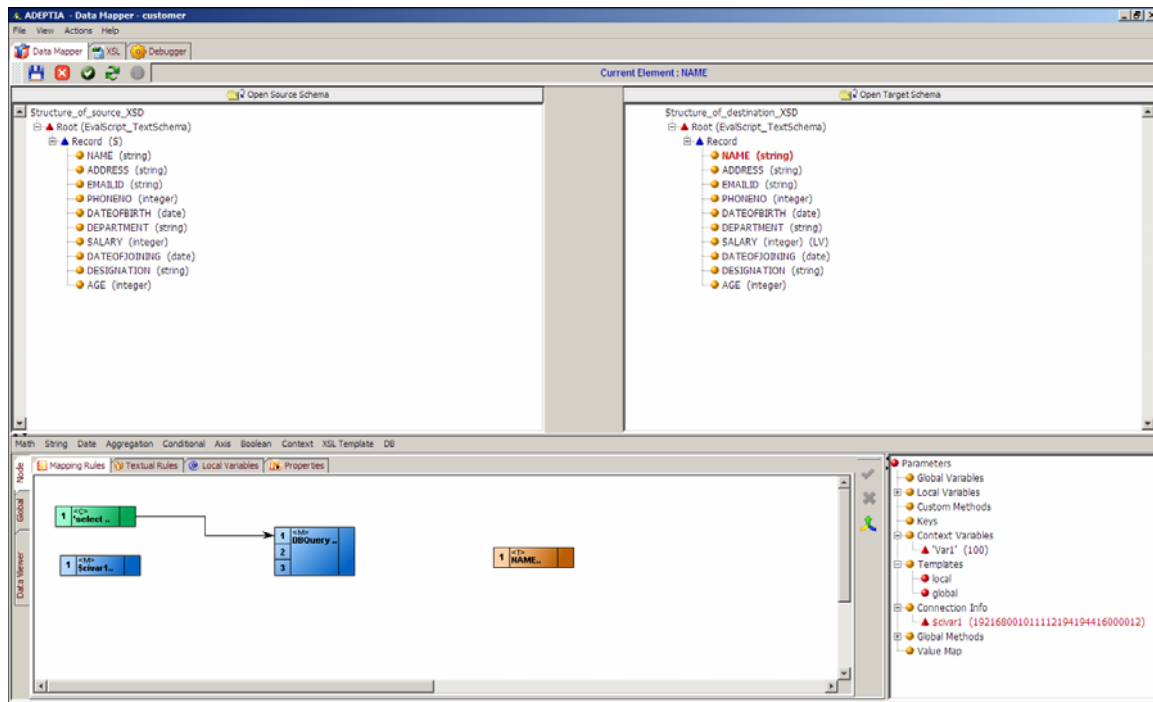 ADEPTIA - Data Mapper - customer
File View Actions Help
Data Mapper XSL Debugger
Current Element : NAME
Open Source Schema
Open Target Schema
Structure_of_source_XSD
Root (EvalScript_TextSchema)
Record ($)
NAME (string)
ADDRESS (string)
EMAILID (string)
PHONENO (integer)
DATEOFBIRTH (date)
DEPARTMENT (string)
SALARY (integer)
DATEOFJOINING (date)
DESIGNATION (string)
AGE (integer)
Structure_of_destination_XSD
Root (EvalScript_TextSchema)
Record
NAME (string)
ADDRESS (string)
EMAILID (string)
PHONENO (integer)
DATEOFBIRTH (date)
DEPARTMENT (string)
SALARY (integer) (LV)
DATEOFJOINING (date)
DESIGNATION (string)
AGE (integer)
Math String Date Aggregation Conditional Axis Boolean Context XSL Template DB
Node
Global
Data Viewer
Mapping Rules Textual Rules Local Variables Properties
1 <C> 'select ..
1 <M> $civar1..
1 <M> DBQuery ..
2
3
1 <T> NAME..
Parameters
Global Variables
Local Variables
Custom Methods
Keys
Context Variables
'Var1' (100)
Templates
local
global
Connection Info
$civar1 (192168001011112194194416000012)
Global Methods
Value Map